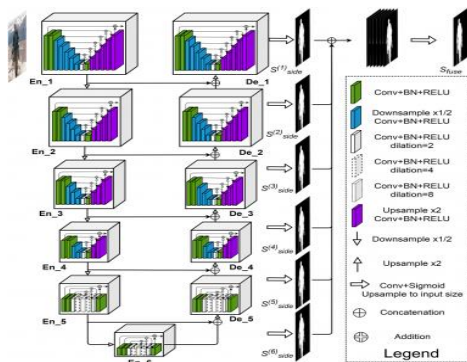 En_1
De_1
S(1)side
En_2
De_2
S(2)side
En_3
De_3
S(3)side
En_4
De_4
S(4)side
En_5
De_5
S(5)side
S(6)side
Sfuse
Conv+BN+RELU
Downsample x1/2
Conv+BN+RELU
Conv+BN+RELU
dilation=2
Conv+BN+RELU
dilation=4
Conv+BN+RELU
dilation=8
Upsample x2
Conv+BN+RELU
Downsample x1/2
Upsample x2
Conv+Sigmoid
Upsample to input size
Concatenation
Addition
Legend